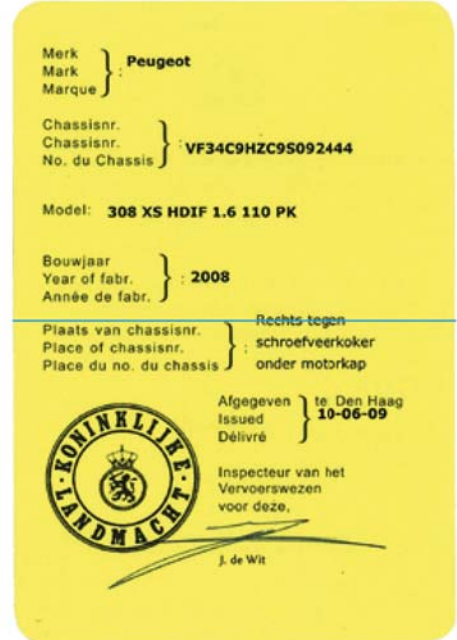 Merk
Mark
Marque
: Peugeot
Chassisnr.
Chassisnr.
No. du Chassis
: VF34C9HZC9S092444
Model: 308 XS HDIF 1.6 110 PK
Bouwjaar
Year of fabr.
Année de fabr.
: 2008
Plaats van chassisnr.
Place of chassisnr.
Place du no. du chassis
: Rechts tegen
schroefveerkoker
onder motorkap
Afgegeven
Issued
Délivré
te Den Haag
10-06-09
KONINKLIJKE
LANDMACHT
Inspecteur van het
Vervoerswezen
voor deze,
J. de Wit